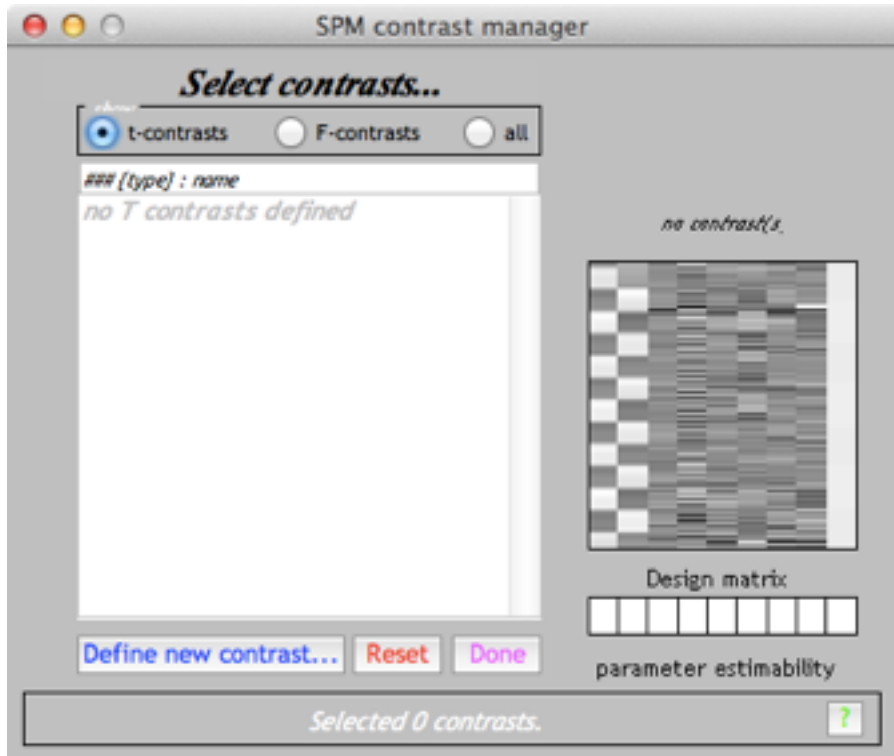 SPM contrast manager
Select contrasts...
show
t-contrasts F-contrasts all
### {type} : name
no T contrasts defined
no contrast(s
Design matrix
parameter estimability
Define new contrast... Reset Done
Selected 0 contrasts. ?